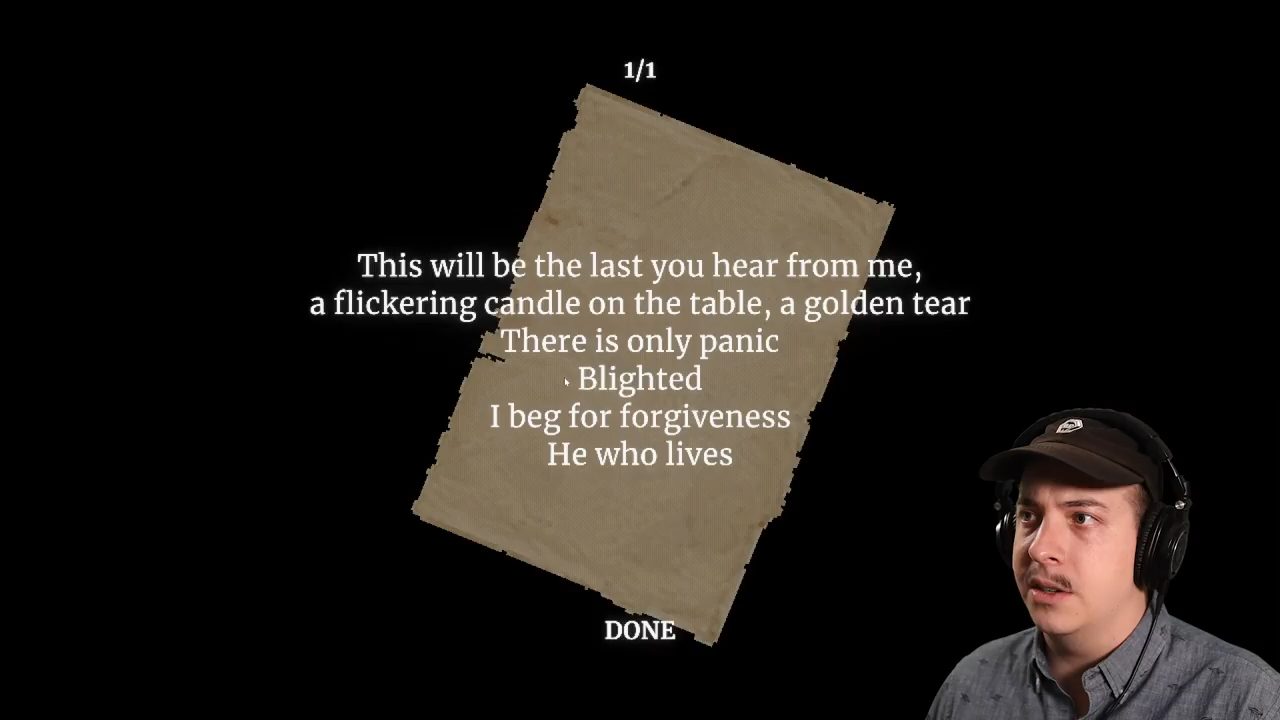 1/1
This will be the last you hear from me,
a flickering candle on the table, a golden tear
There is only panic
Blighted
I beg for forgiveness
He who lives
DONE